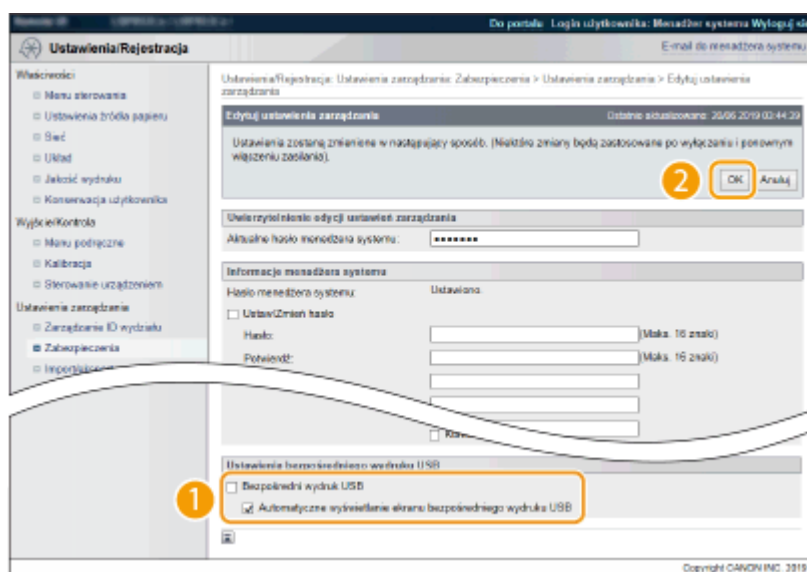 Do portalu Login użytkownika: Menadżer systemu Wyloguj się
Ustawienia/Rejestracja
E-mail do menadżera systemu
Właściwości
Menu sterowania
Ustawienia źródła papieru
Sieć
Układ
Jakość wydruku
Konserwacja użytkownika
Wyjście/Kontrola
Menu podręczne
Kalibracja
Sterowanie urządzeniem
Ustawienia zarządzania
Zarządzanie ID wydziału
Zabezpieczenia
Ustawienia/Rejestracja: Ustawienia zarządzania: Zabezpieczenia > Ustawienia zarządzania > Edytuj ustawienia
zarządzania
Edytuj ustawienia zarządzania
Ostatnio aktualizowane: 20/06 2019 03:44:39
Ustawienia zostaną zmienione w następujący sposób. (Niektóre zmiany będą zastosowane po wyłączeniu i ponownym
włączeniu zasilania).
2
OK Anuluj
Uwierzytelnienie edycji ustawień zarządzania
Aktualne hasło menedżera systemu:
Informacje menadżera systemu
Hasło menedżera systemu: Ustawiono.
Ustaw/Zmień hasło
Hasło: (Maks. 16 znaki)
Potwierdź: (Maks. 16 znaki)
Ustawienia bezpośredniego wydruku USB
1
Bezpośredni wydruk USB
Automatyczne wyświetlanie ekranu bezpośredniego wydruku USB
Copyright CANON INC. 2019